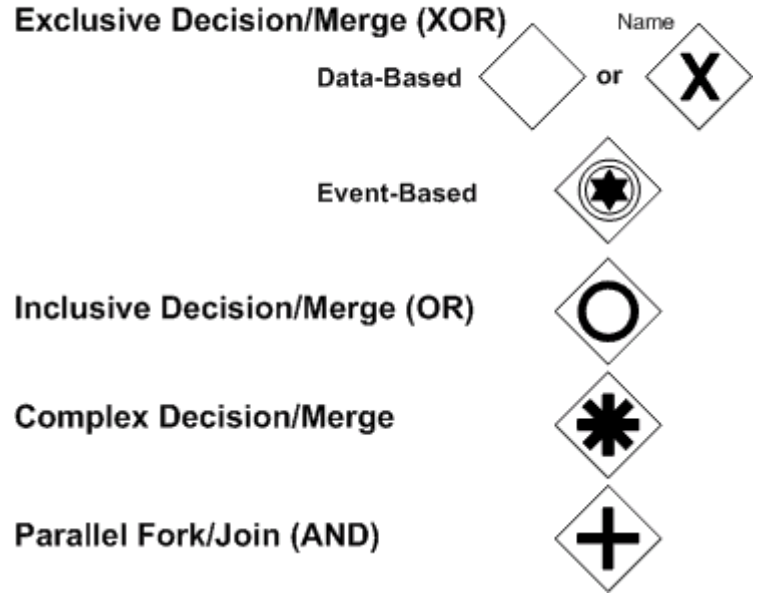 Exclusive Decision/Merge (XOR)
Name
Data-Based
or
X
Event-Based
Inclusive Decision/Merge (OR)
Complex Decision/Merge
Parallel Fork/Join (AND)